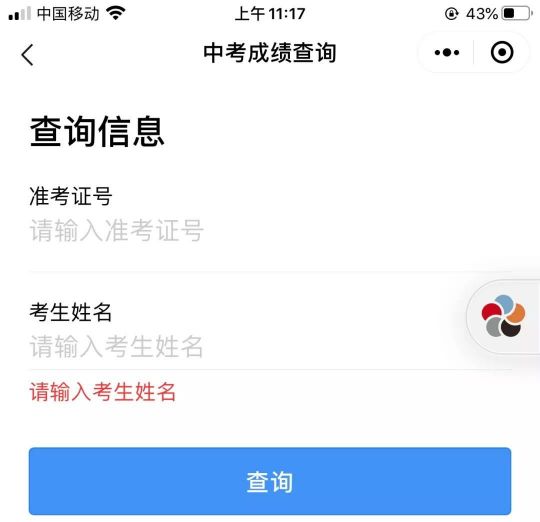 中国移动
上午 11:17
43%
中考成绩查询
查询信息
准考证号
请输入准考证号
考生姓名
请输入考生姓名
请输入考生姓名
查询